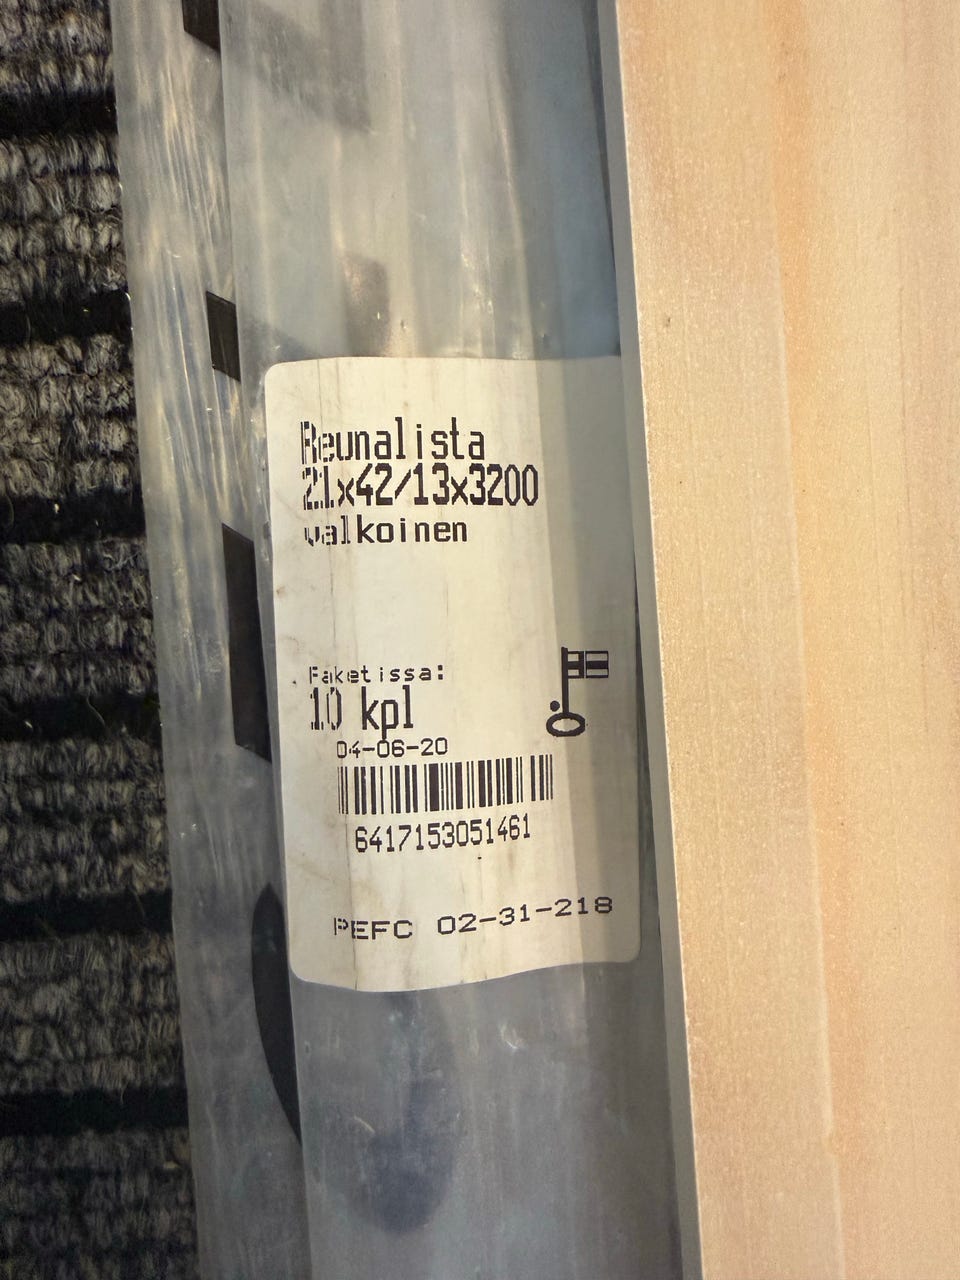 Reunalista
21x42/13x3200
valkoinen
Paketissa:
10 kpl
04-06-20
6417153051461
PEFC 02-31-218